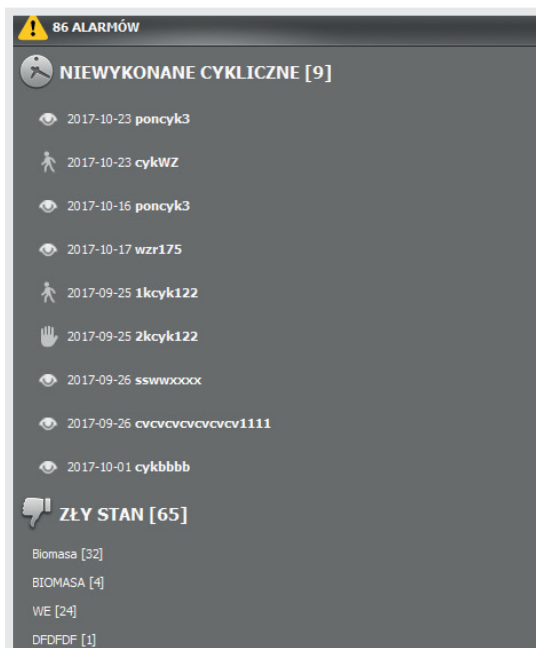 86 ALARMÓW
NIEWYKONANE CYKLICZNE [9]
2017-10-23 poncyk3
2017-10-23 cykWZ
2017-10-16 poncyk3
2017-10-17 wzr175
2017-09-25 1kcyk122
2017-09-25 2kcyk122
2017-09-26 sswwxxxx
2017-09-26 cvcvcvcvcvcvcv1111
2017-10-01 cykbbbb
ZŁY STAN [65]
Biomasa [32]
BIOMASA [4]
WE [24]
DFDFDF [1]